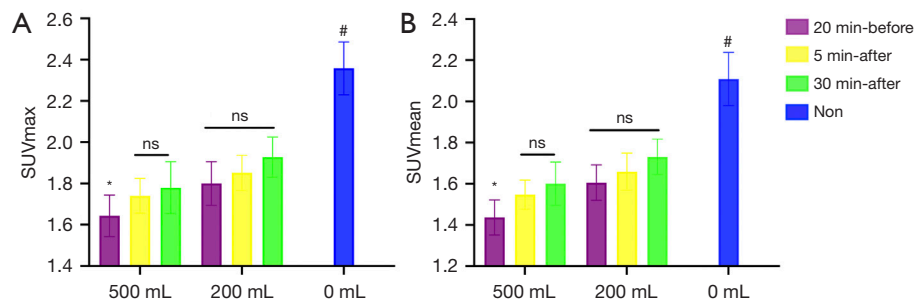 A
SUVmax
2.6
2.4
2.2
2.0
1.8
1.6
1.4
*
ns
ns
#
500 mL
200 mL
0 mL
B
SUVmean
2.4
2.2
2.0
1.8
1.6
1.4
1.2
*
ns
ns
#
500 mL
200 mL
0 mL
20 min-before
5 min-after
30 min-after
Non